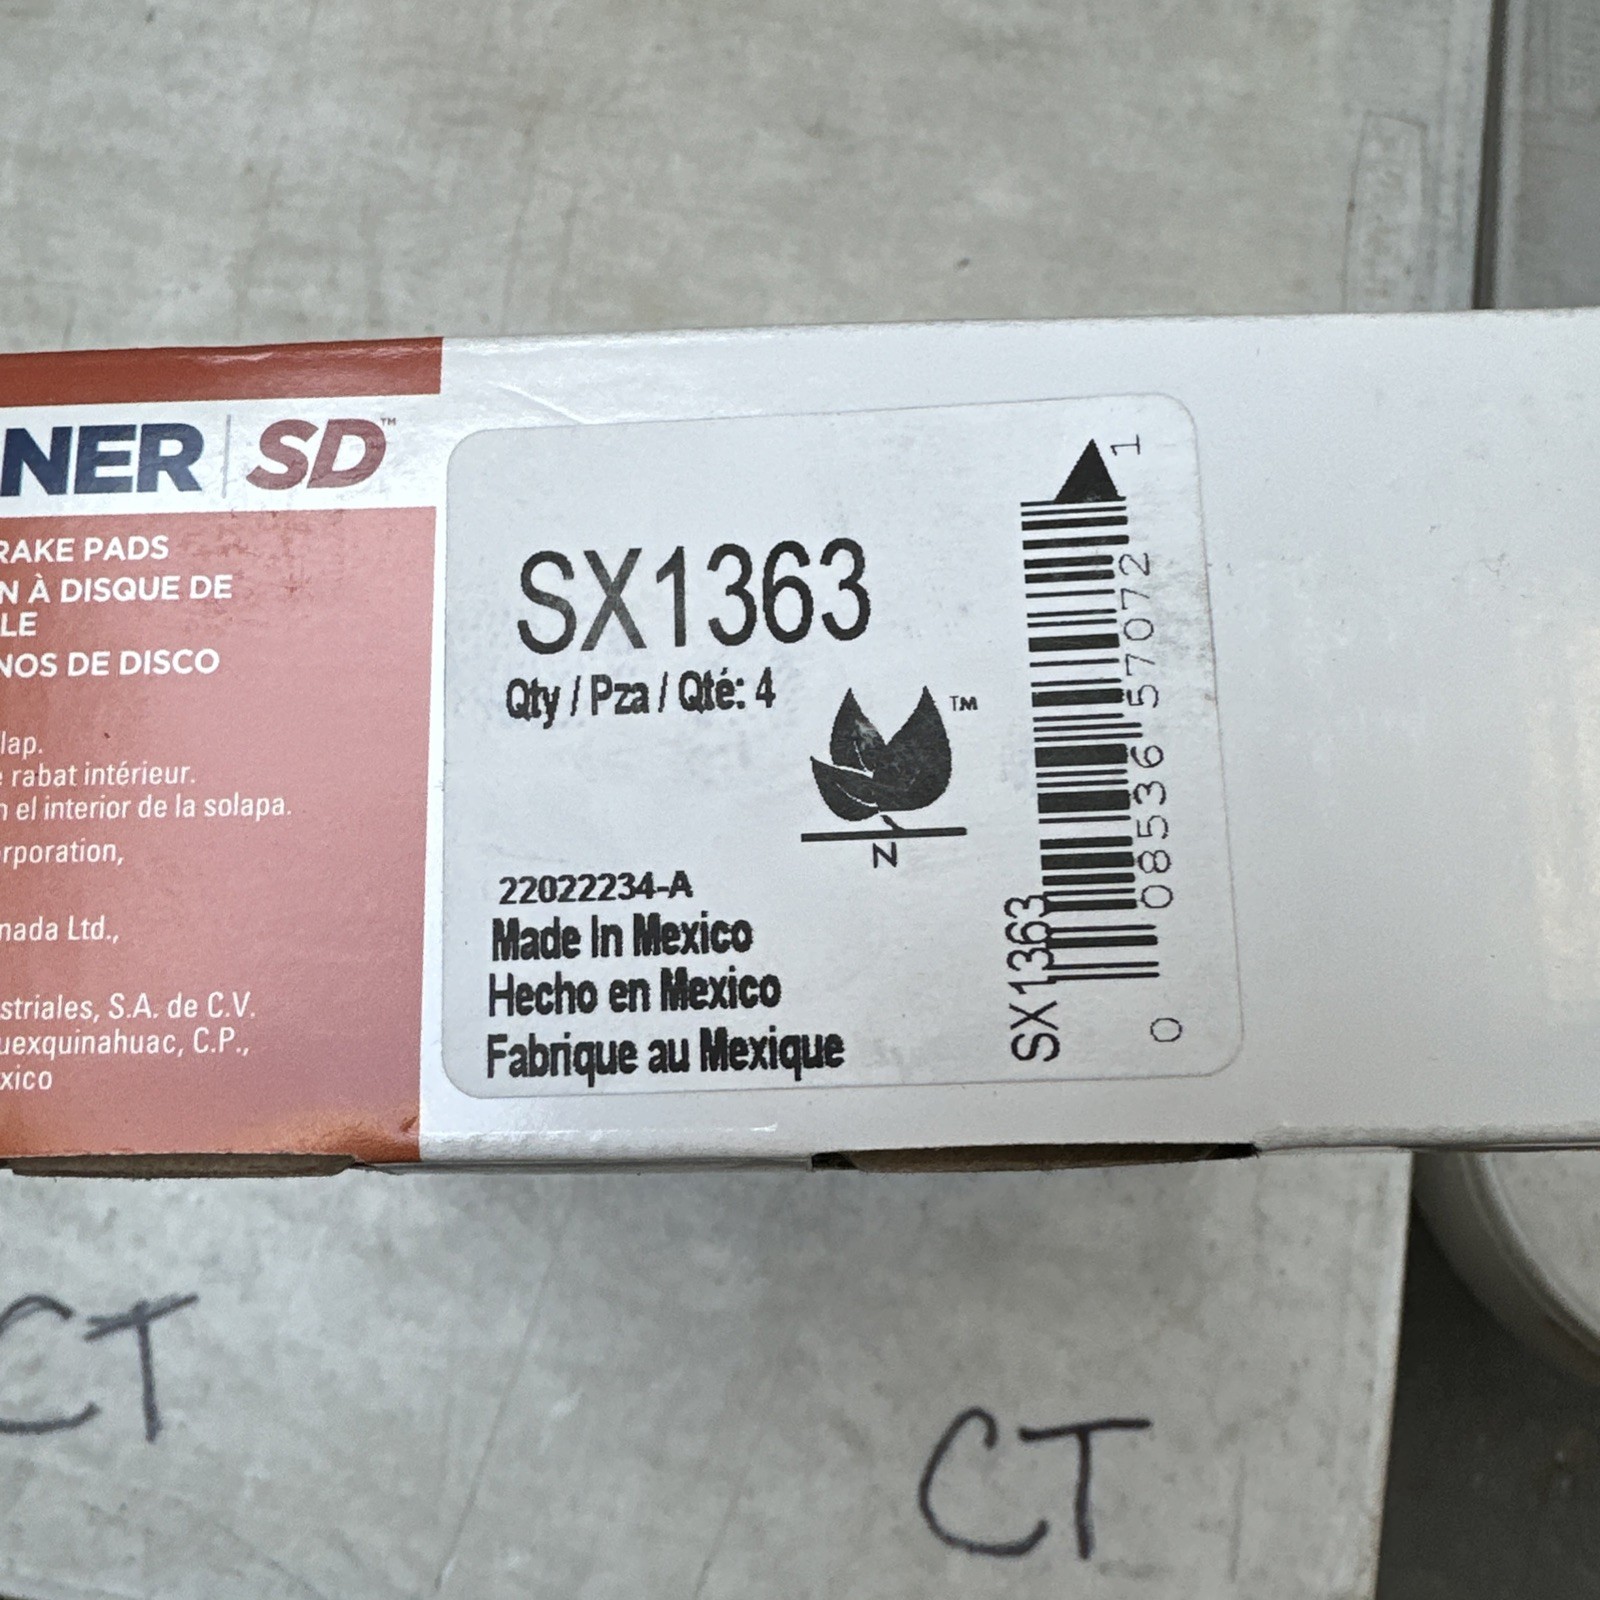 NER | SD™
RAKE PADS
N À DISQUE DE
LE
NOS DE DISCO
lap.
e rabat intérieur.
n el interior de la solapa.
rporation,
nada Ltd.,
striales, S.A. de C.V.
uexquinahuac, C.P.,
xico
SX1363
Qty / Pza / Qté: 4
™
N
22022234-A
Made In Mexico
Hecho en Mexico
Fabrique au Mexique
SX1363
0 08536 57072 1
CT
CT